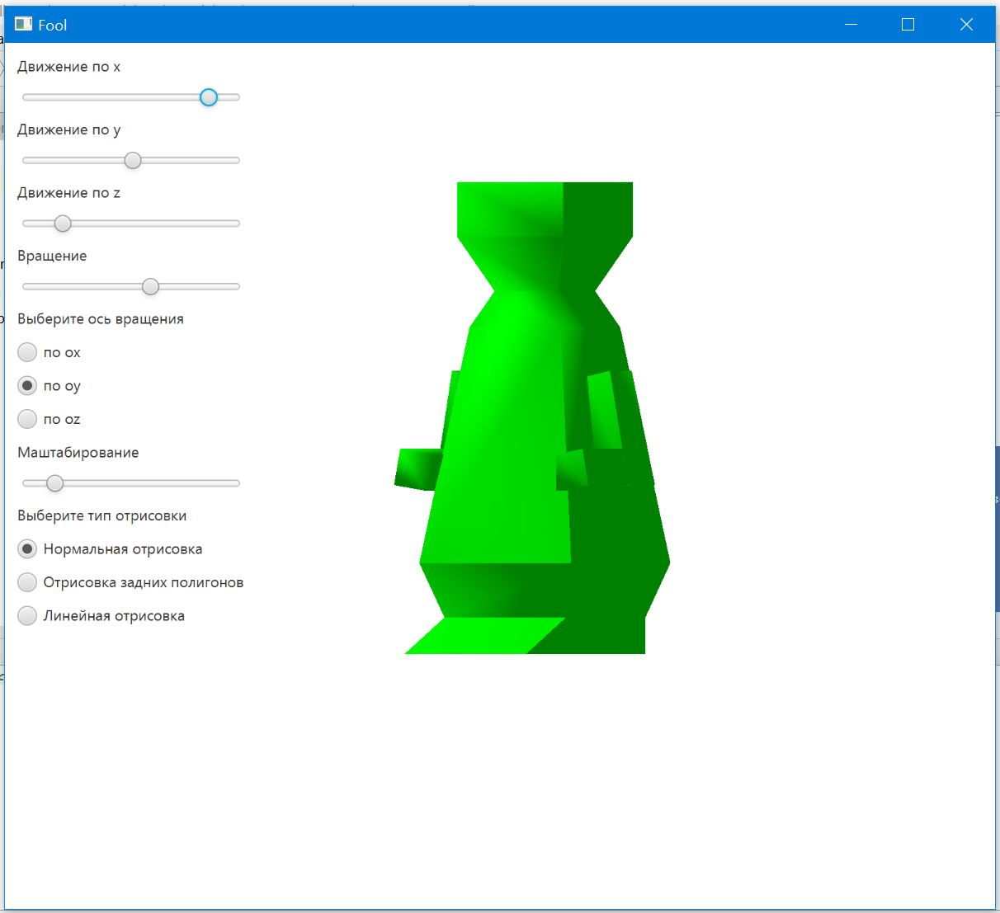 Fool
Движение по x
Движение по y
Движение по z
Вращение
Выберите ось вращения
по ox
по oy
по oz
Маштабирование
Выберите тип отрисовки
Нормальная отрисовка
Отрисовка задних полигонов
Линейная отрисовка